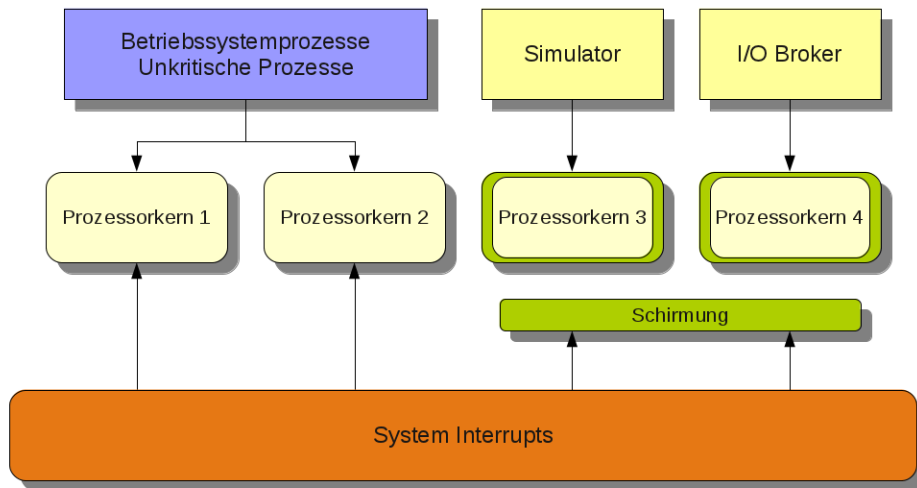 Betriebssystemprozesse
Unkritische Prozesse
Simulator
I/O Broker
Prozessorkern 1
Prozessorkern 2
Prozessorkern 3
Prozessorkern 4
Schirmung
System Interrupts